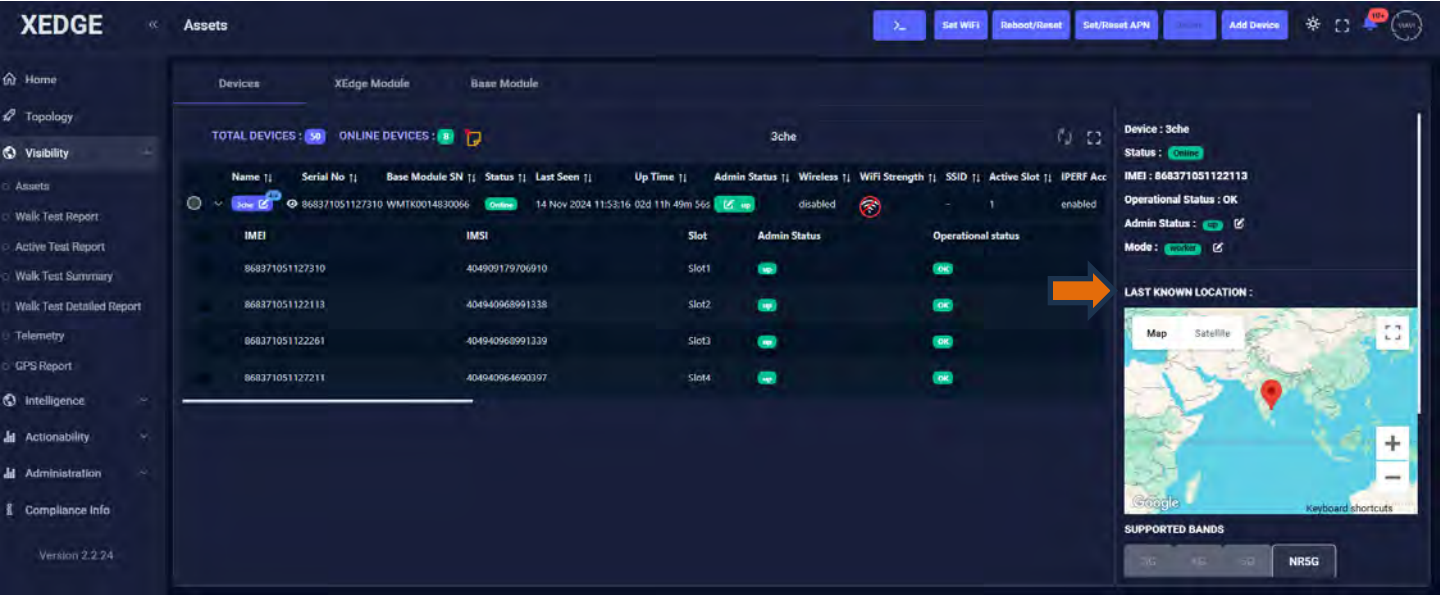 XEDGE
«
Assets
Set WiFi
Reboot/Reset
Set/Reset APN
Add Device
10+
Home
Topology
Visibility
Assets
Walk Test Report
Active Test Report
Walk Test Summary
Walk Test Detailed Report
Telemetry
GPS Report
Intelligence
Actionability
Administration
Compliance Info
Version 2.2.24
Devices XEdge Module Base Module
TOTAL DEVICES : 50 ONLINE DEVICES : 8
3che
Name Serial No Base Module SN Status Last Seen Up Time Admin Status Wireless WiFi Strength SSID Active Slot IPERF Acc
3che 868371051127310 WMTK0014830066 Online 14 Nov 2024 11:53:16 02d 11h 49m 56s up disabled - 1 enabled
IMEI IMSI Slot Admin Status Operational status
868371051127310 404909179706910 Slot1 up OK
868371051122113 404940968991338 Slot2 up OK
868371051122261 404940968991339 Slot3 up OK
868371051127211 404940964690397 Slot4 up OK
Device : 3che
Status : Online
IMEI : 868371051122113
Operational Status : OK
Admin Status : up
Mode : worker
LAST KNOWN LOCATION :
Map Satellite
+
−
Google
Keyboard shortcuts
SUPPORTED BANDS
3G 4G 5G NR5G